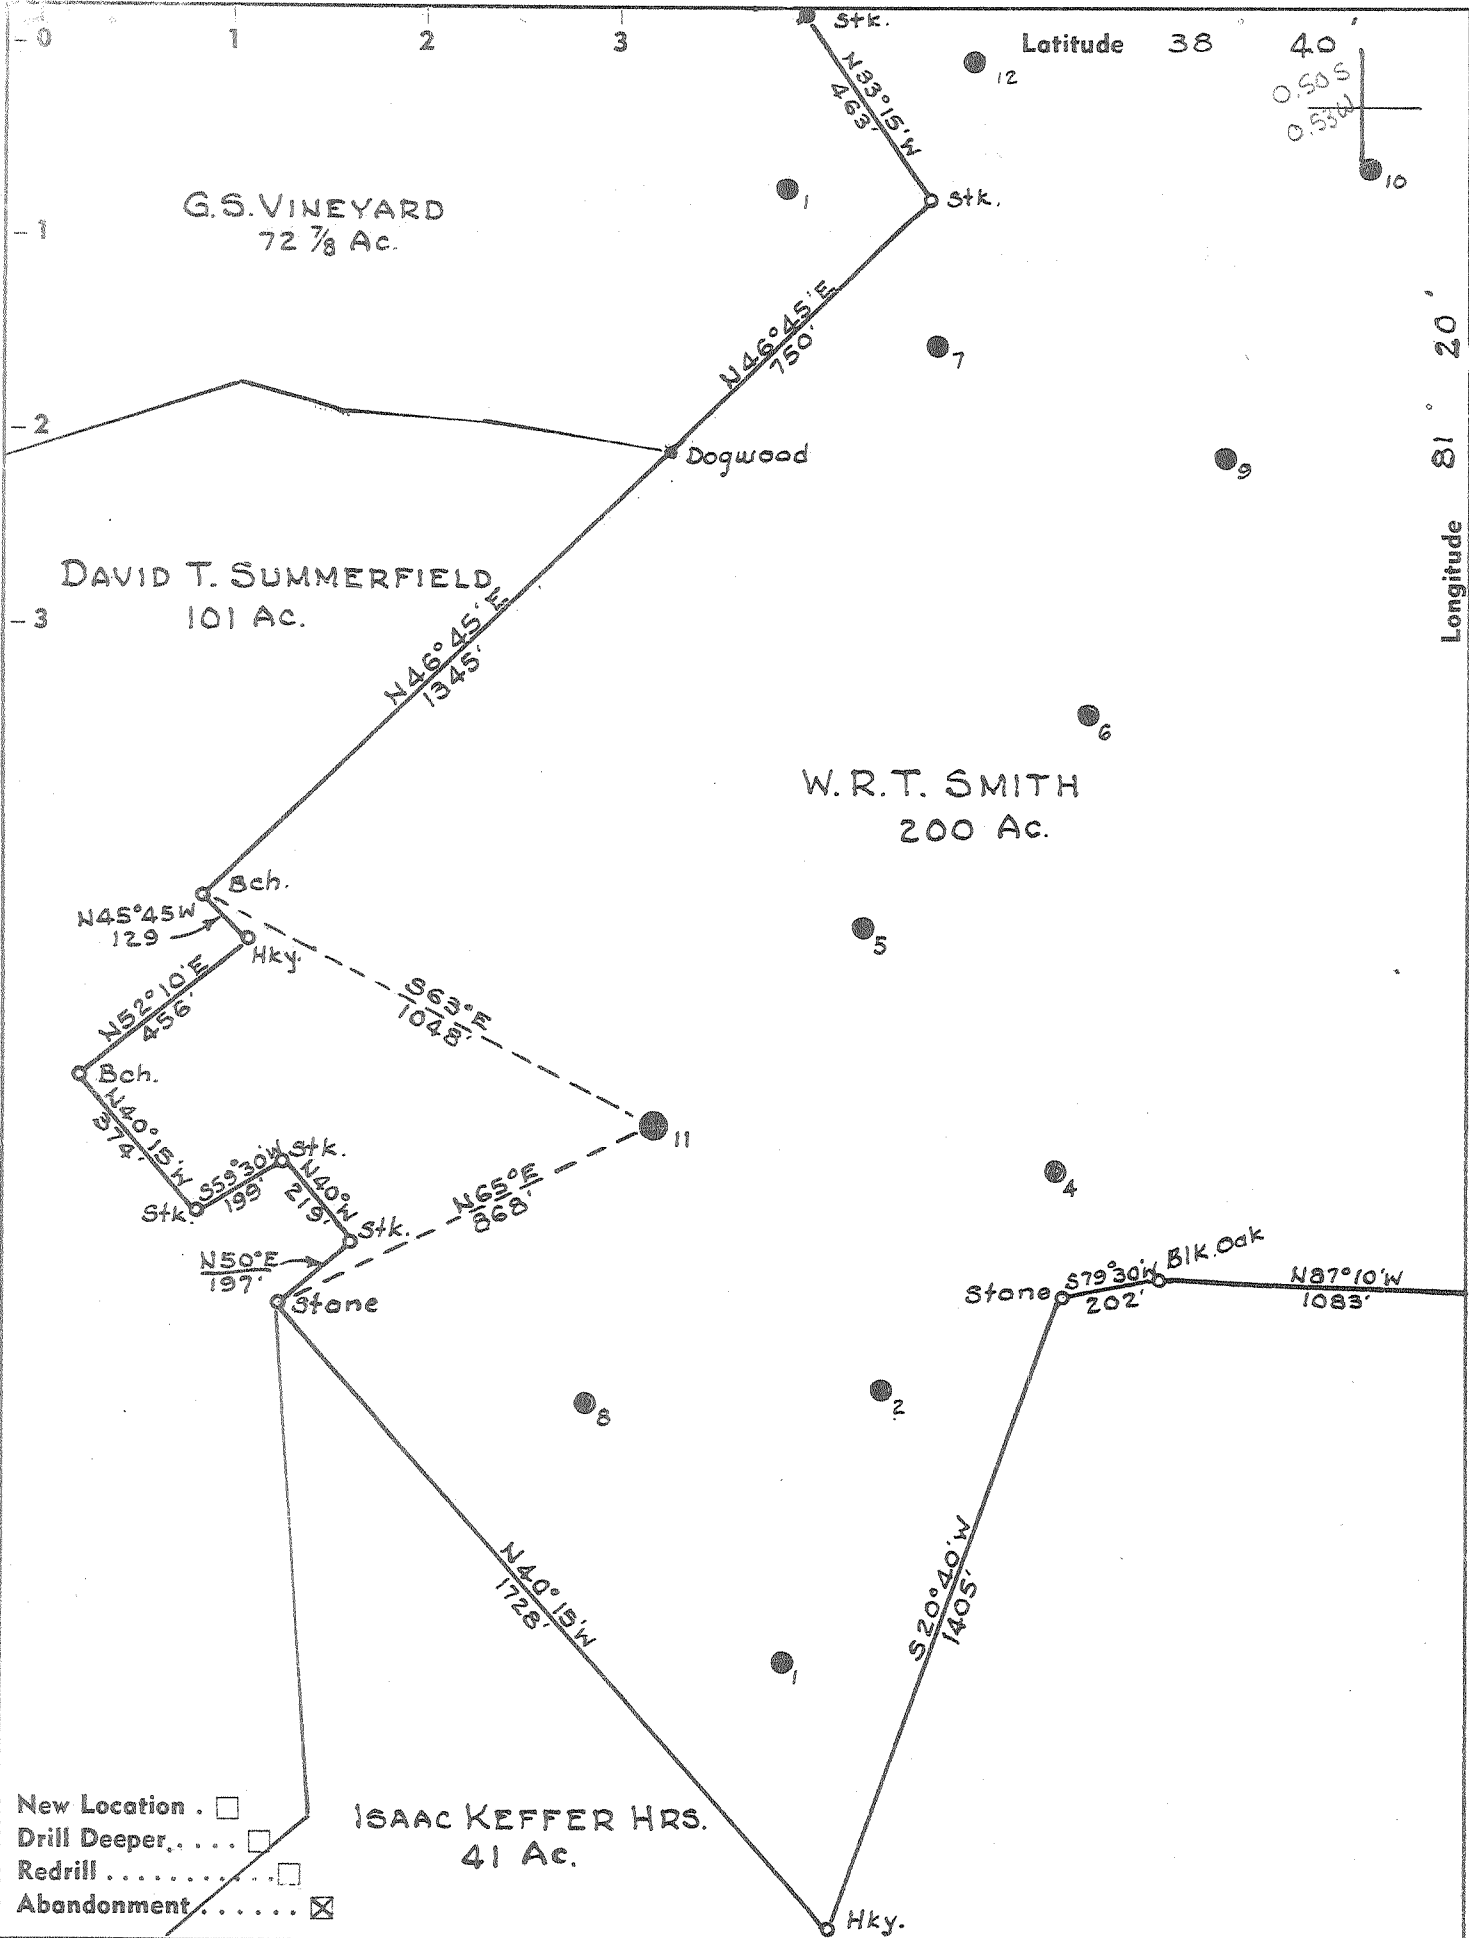 Stk.
0 1 2 3
Latitude 38 40'
12
0.50 S
0.53 W
N33°15'W
463'
10
1
Stk.
G.S. VINEYARD
72 7/8 Ac.
1
N46°45'E
750'
7
20'
81°
Longitude
2
Dogwood
9
DAVID T. SUMMERFIELD
101 Ac.
3
N46°45'E
1345'
6
W.R.T. SMITH
200 Ac.
Bch.
N45°45W
129
Hky.
5
N52°10'E
456'
S63°E
1048'
Bch.
N40°15'W
374'
11
Stk.
S59°30'W
199'
N40°W
219'
N65°E
868'
4
Stk.
Stk.
N50°E
197'
Stone
Stone
S79°30'W
202'
Blk. Oak
N87°10'W
1083'
8
2
N40°15'W
1728'
S20°40'W
1405'
1
New Location . ☐
Drill Deeper. . . . . ☐
Redrill . . . . . . . . . . . . ☐
Abandonment . . . . . . ☒
ISAAC KEFFER HRS.
41 Ac.
Hky.